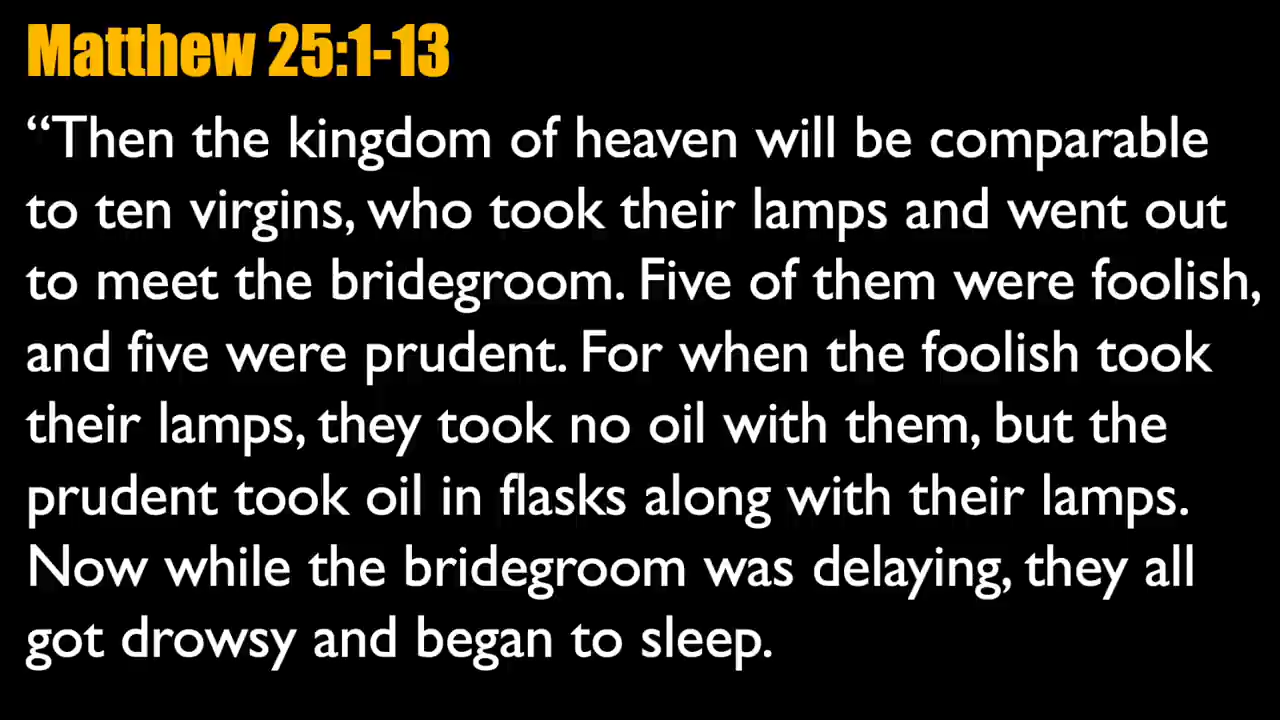 Matthew 25:1-13
“Then the kingdom of heaven will be comparable
to ten virgins, who took their lamps and went out
to meet the bridegroom. Five of them were foolish,
and five were prudent. For when the foolish took
their lamps, they took no oil with them, but the
prudent took oil in flasks along with their lamps.
Now while the bridegroom was delaying, they all
got drowsy and began to sleep.